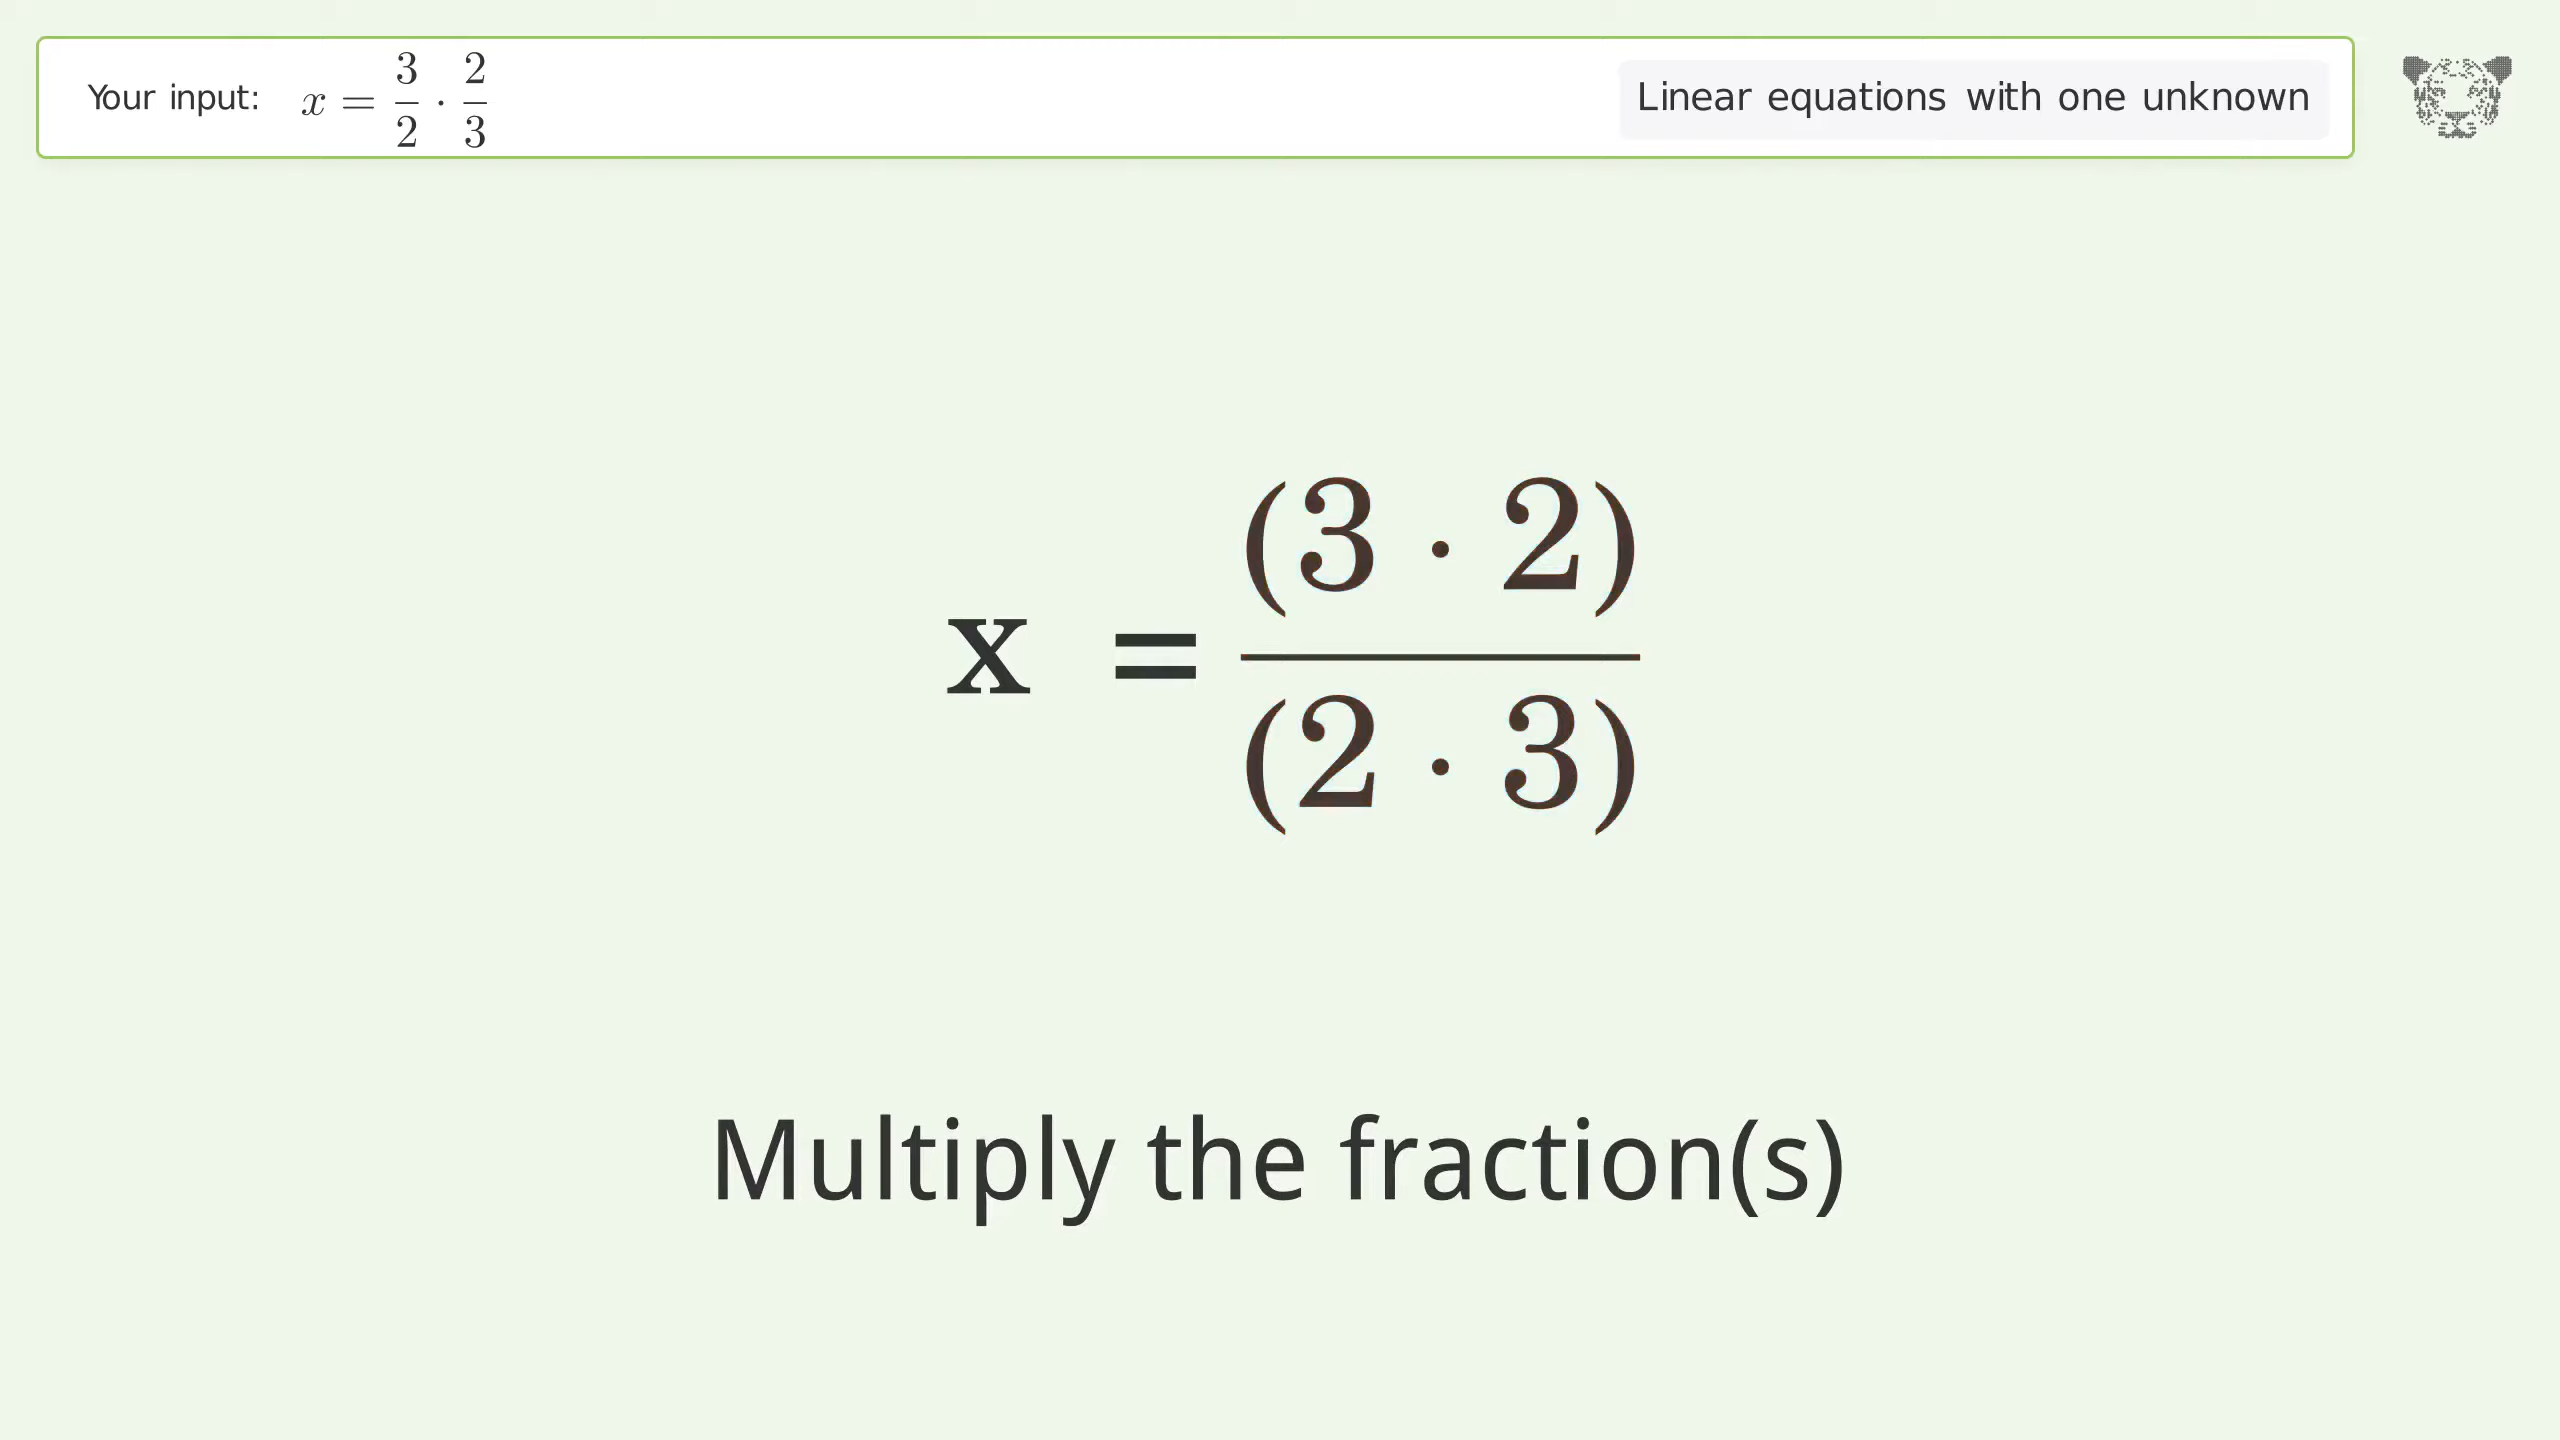 Your input: x = 3/2 · 2/3
Linear equations with one unknown
x = (3 · 2)/(2 · 3)
Multiply the fraction(s)